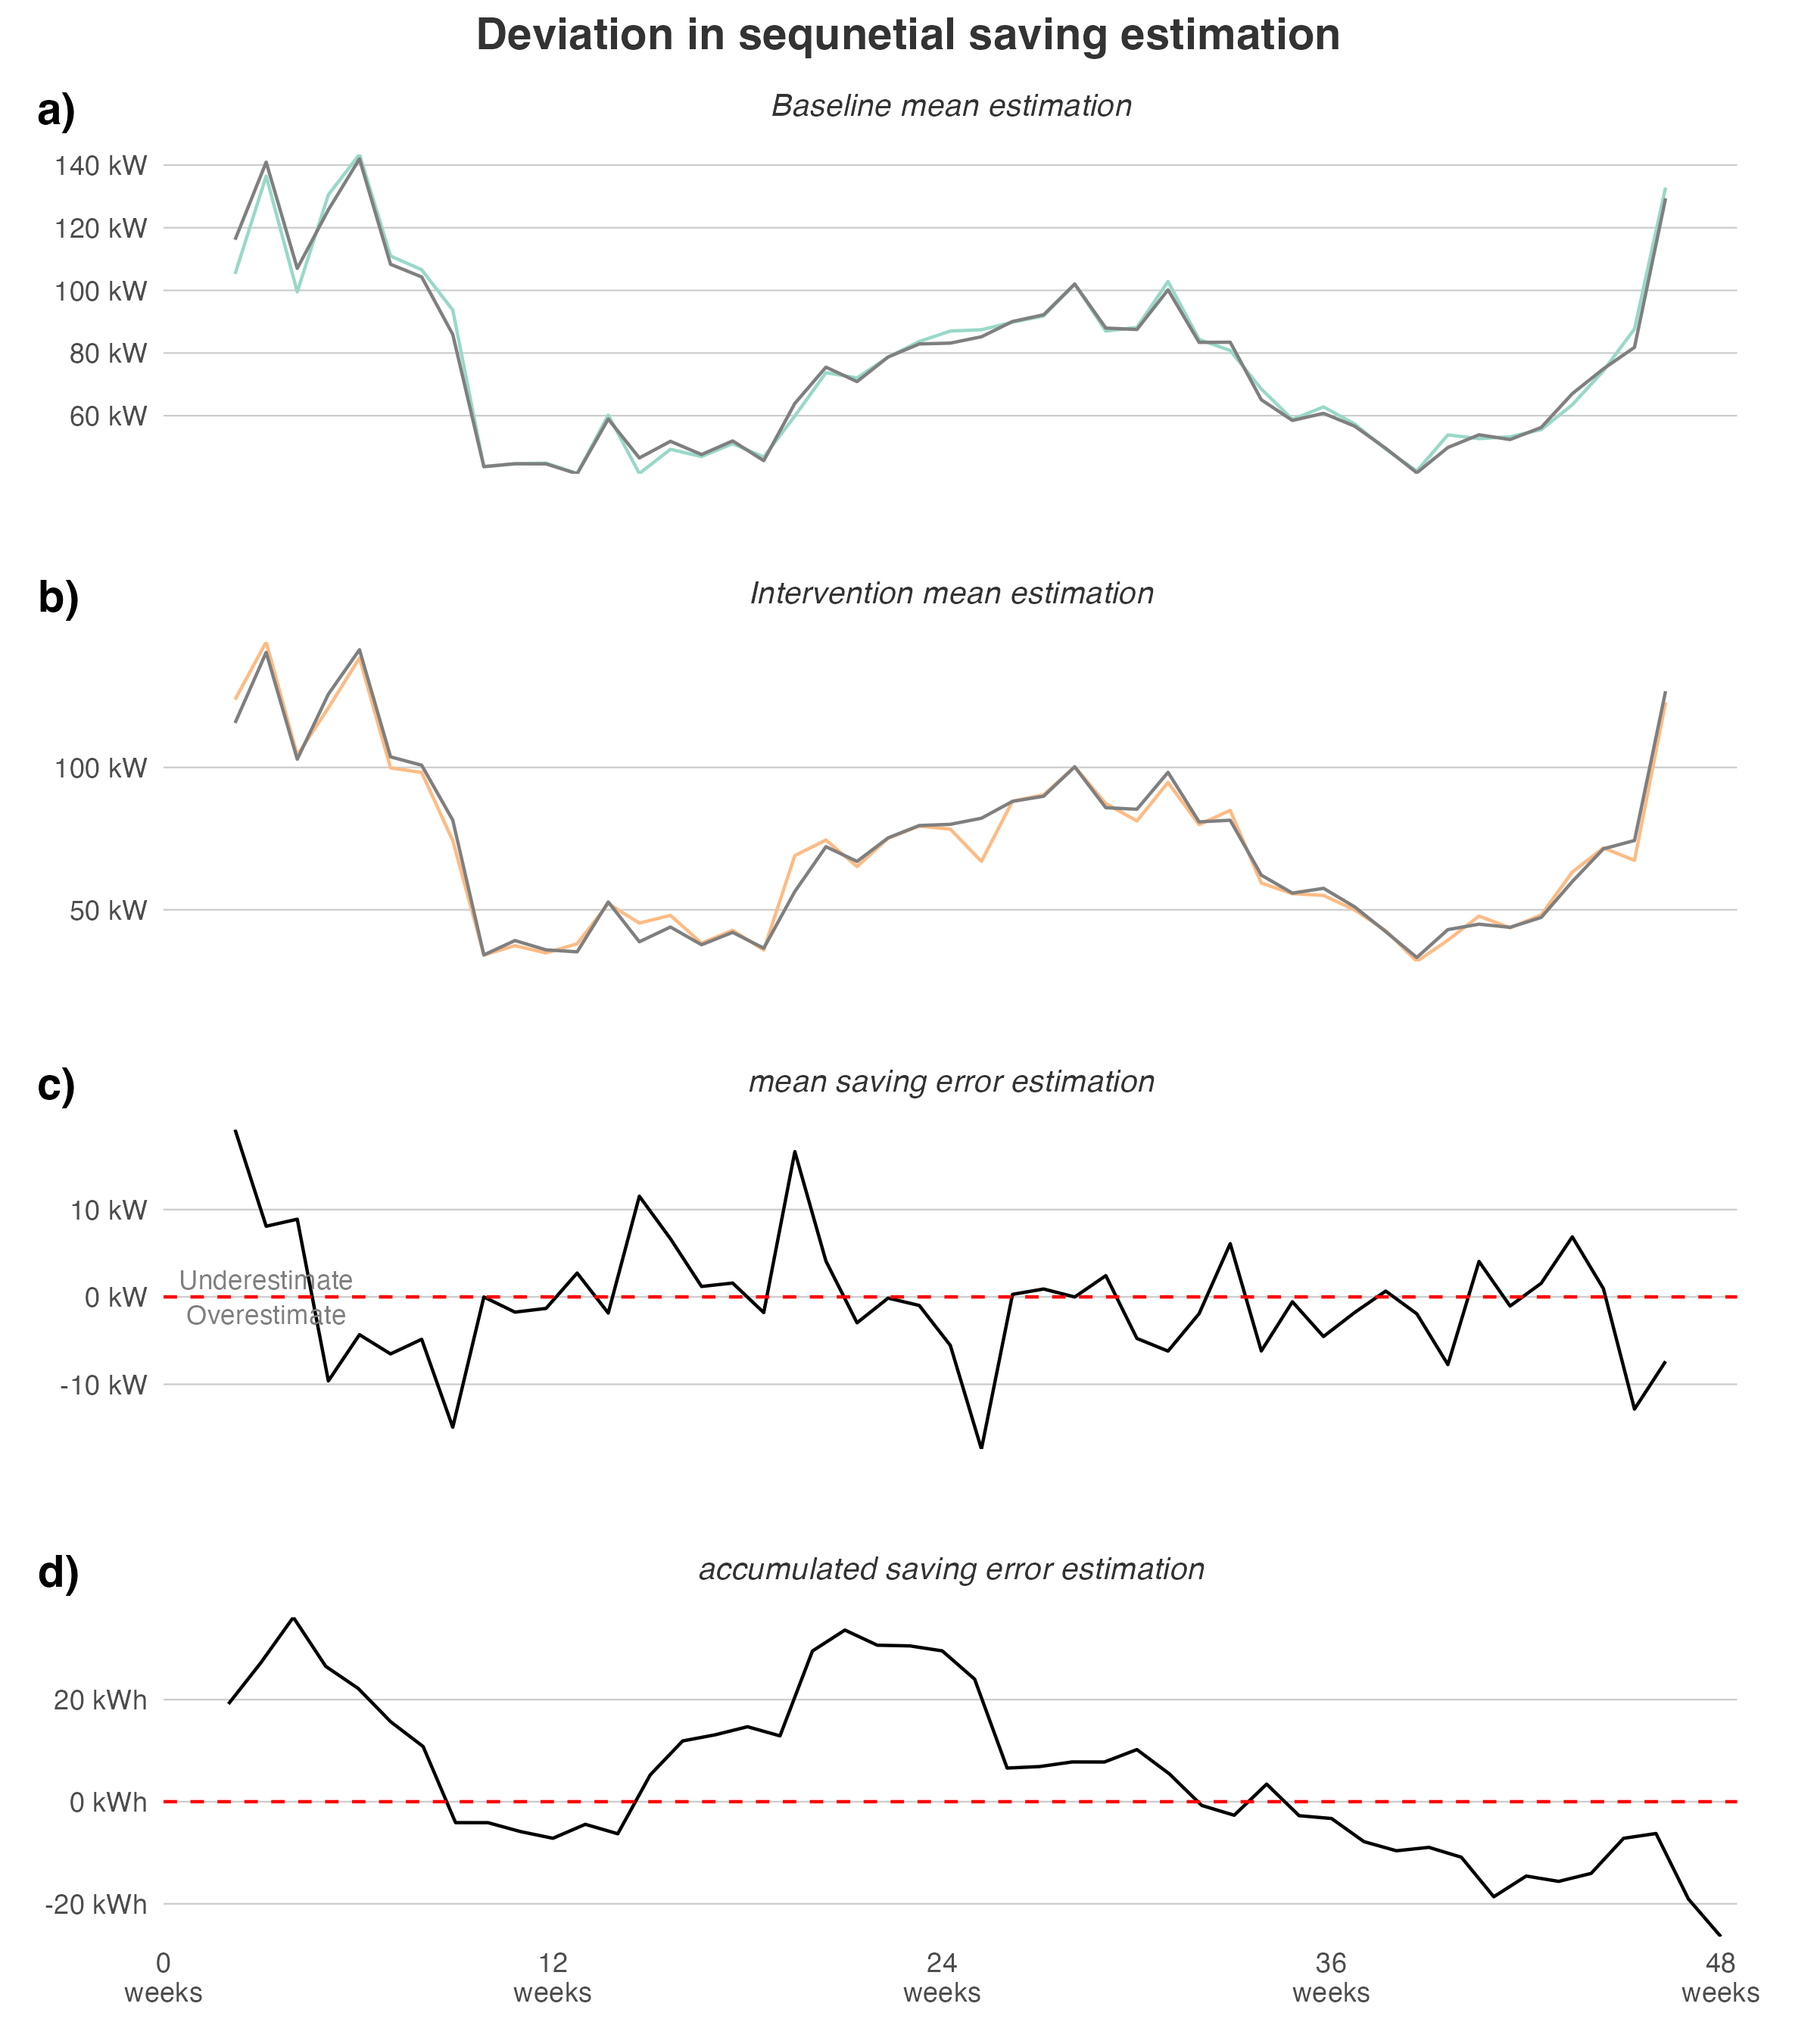 Deviation in sequnetial saving estimation
a)
Baseline mean estimation
140 kW
120 kW
100 kW
80 kW
60 kW
b)
Intervention mean estimation
100 kW
50 kW
c)
mean saving error estimation
10 kW
Underestimate
0 kW
Overestimate
-10 kW
d)
accumulated saving error estimation
20 kWh
0 kWh
-20 kWh
0 12 24 36 48
weeks weeks weeks weeks weeks